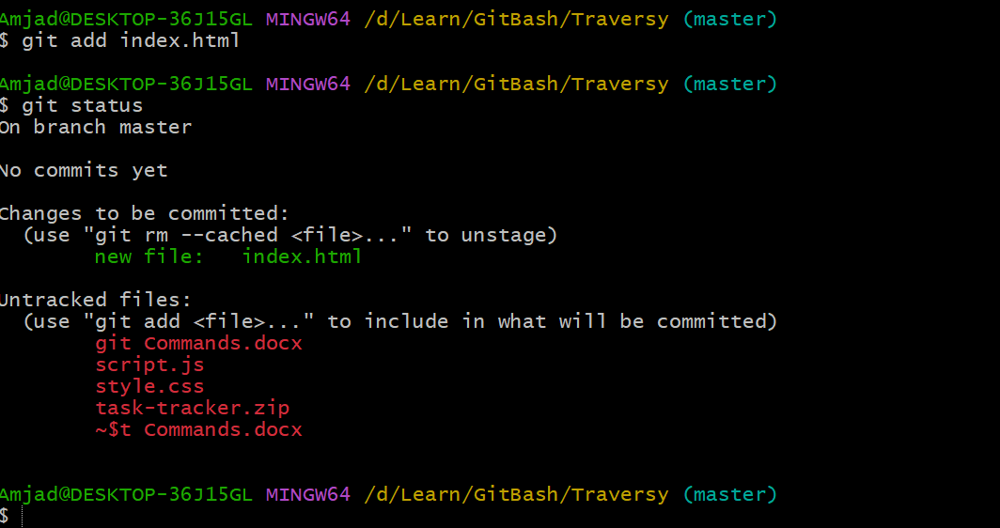 Amjad@DESKTOP-36J15GL MINGW64 /d/Learn/GitBash/Traversy (master)
$ git add index.html
Amjad@DESKTOP-36J15GL MINGW64 /d/Learn/GitBash/Traversy (master)
$ git status
On branch master
No commits yet
Changes to be committed:
(use "git rm --cached <file>..." to unstage)
new file:   index.html
Untracked files:
(use "git add <file>..." to include in what will be committed)
git Commands.docx
script.js
style.css
task-tracker.zip
~$t Commands.docx
Amjad@DESKTOP-36J15GL MINGW64 /d/Learn/GitBash/Traversy (master)
$